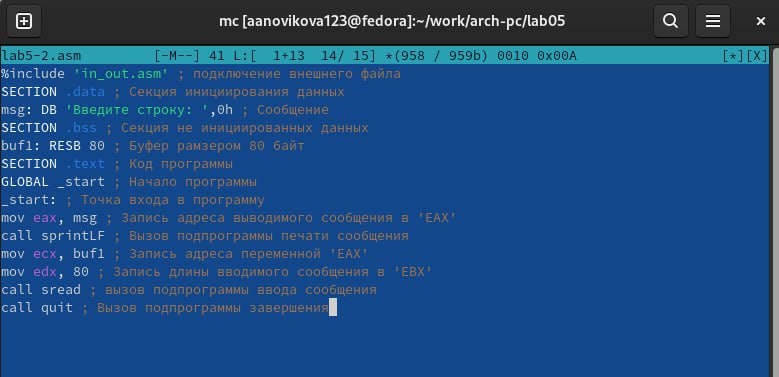 mc [aanovikova123@fedora]:~/work/arch-pc/lab05
lab5-2.asm [-M--] 41 L:[ 1+13 14/ 15] *(958 / 959b) 0010 0x00A [*][X]
%include 'in_out.asm' ; подключение внешнего файла
SECTION .data ; Секция инициирования данных
msg: DB 'Введите строку: ',0h ; Сообщение
SECTION .bss ; Секция не инициированных данных
buf1: RESB 80 ; Буфер рамзером 80 байт
SECTION .text ; Код программы
GLOBAL _start ; Начало программы
_start: ; Точка входа в программу
mov eax, msg ; Запись адреса выводимого сообщения в 'EAX'
call sprintLF ; Вызов подпрограммы печати сообщения
mov ecx, buf1 ; Запись адреса переменной 'EAX'
mov edx, 80 ; Запись длины вводимого сообщения в 'EBX'
call sread ; вызов подпрограммы ввода сообщения
call quit ; Вызов подпрограммы завершения